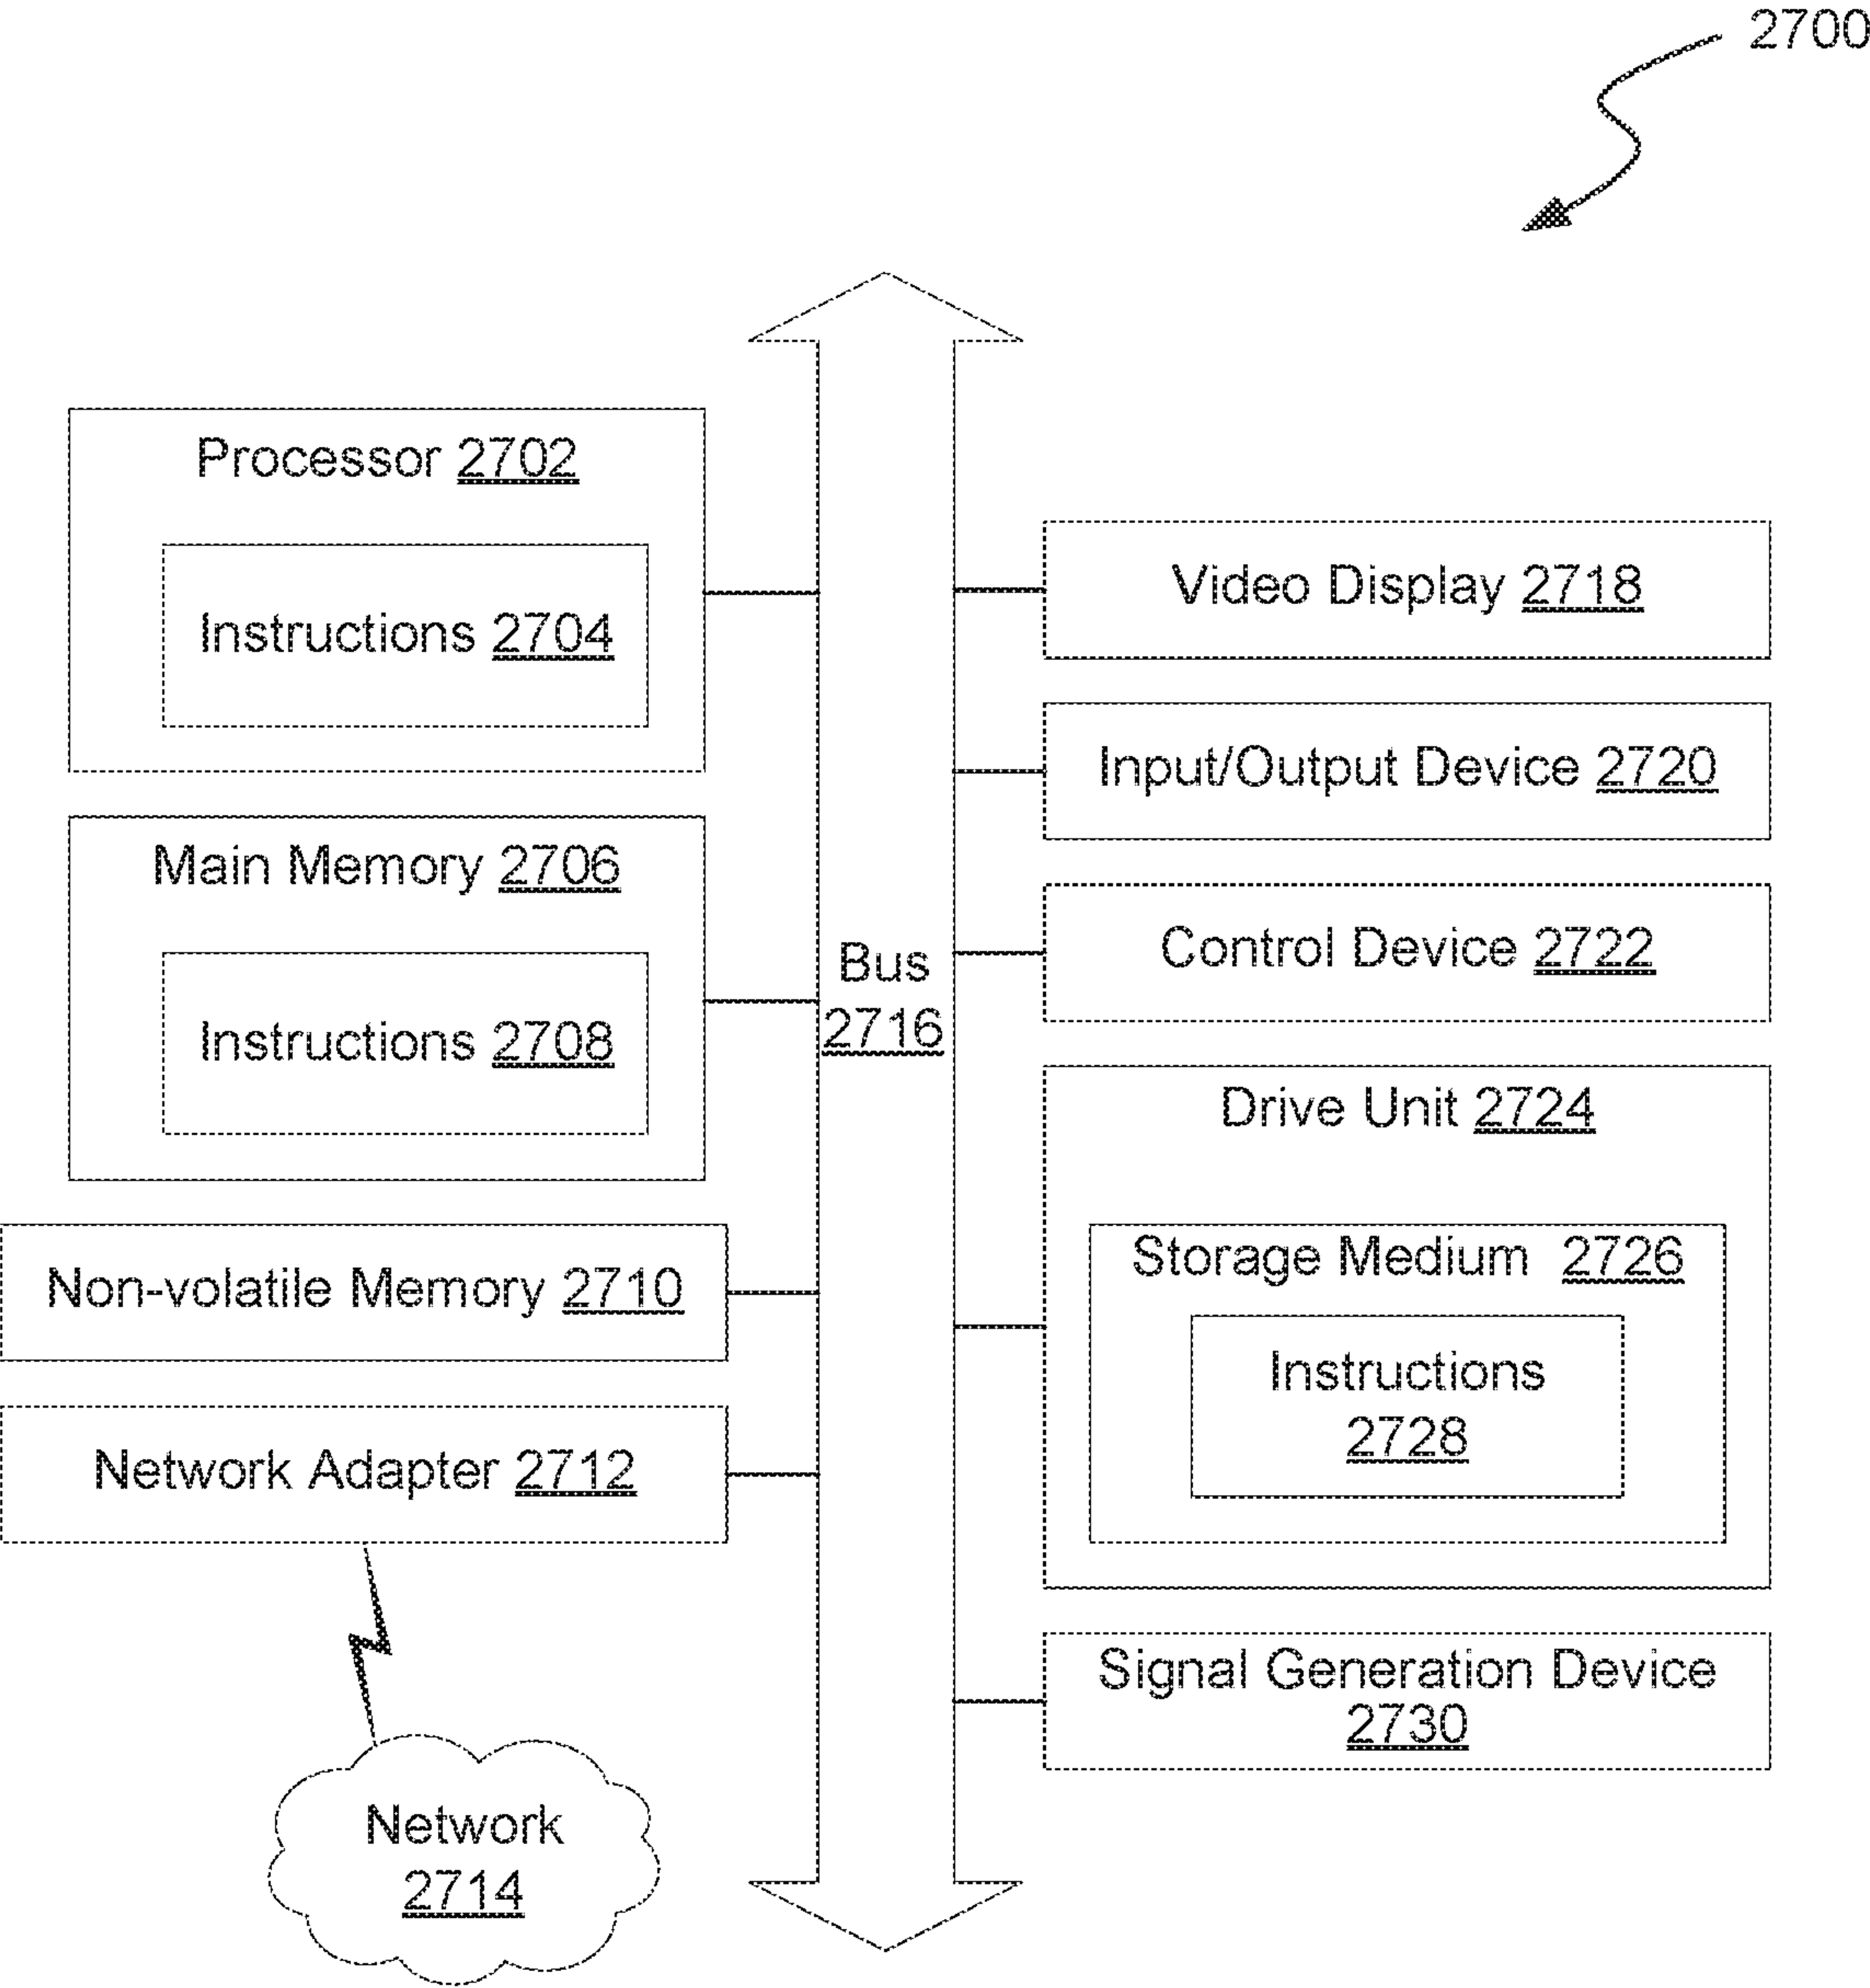 2700
Processor 2702
Instructions 2704
Main Memory 2706
Instructions 2708
Non-volatile Memory 2710
Network Adapter 2712
Network
2714
Bus
2716
Video Display 2718
Input/Output Device 2720
Control Device 2722
Drive Unit 2724
Storage Medium 2726
Instructions
2728
Signal Generation Device
2730